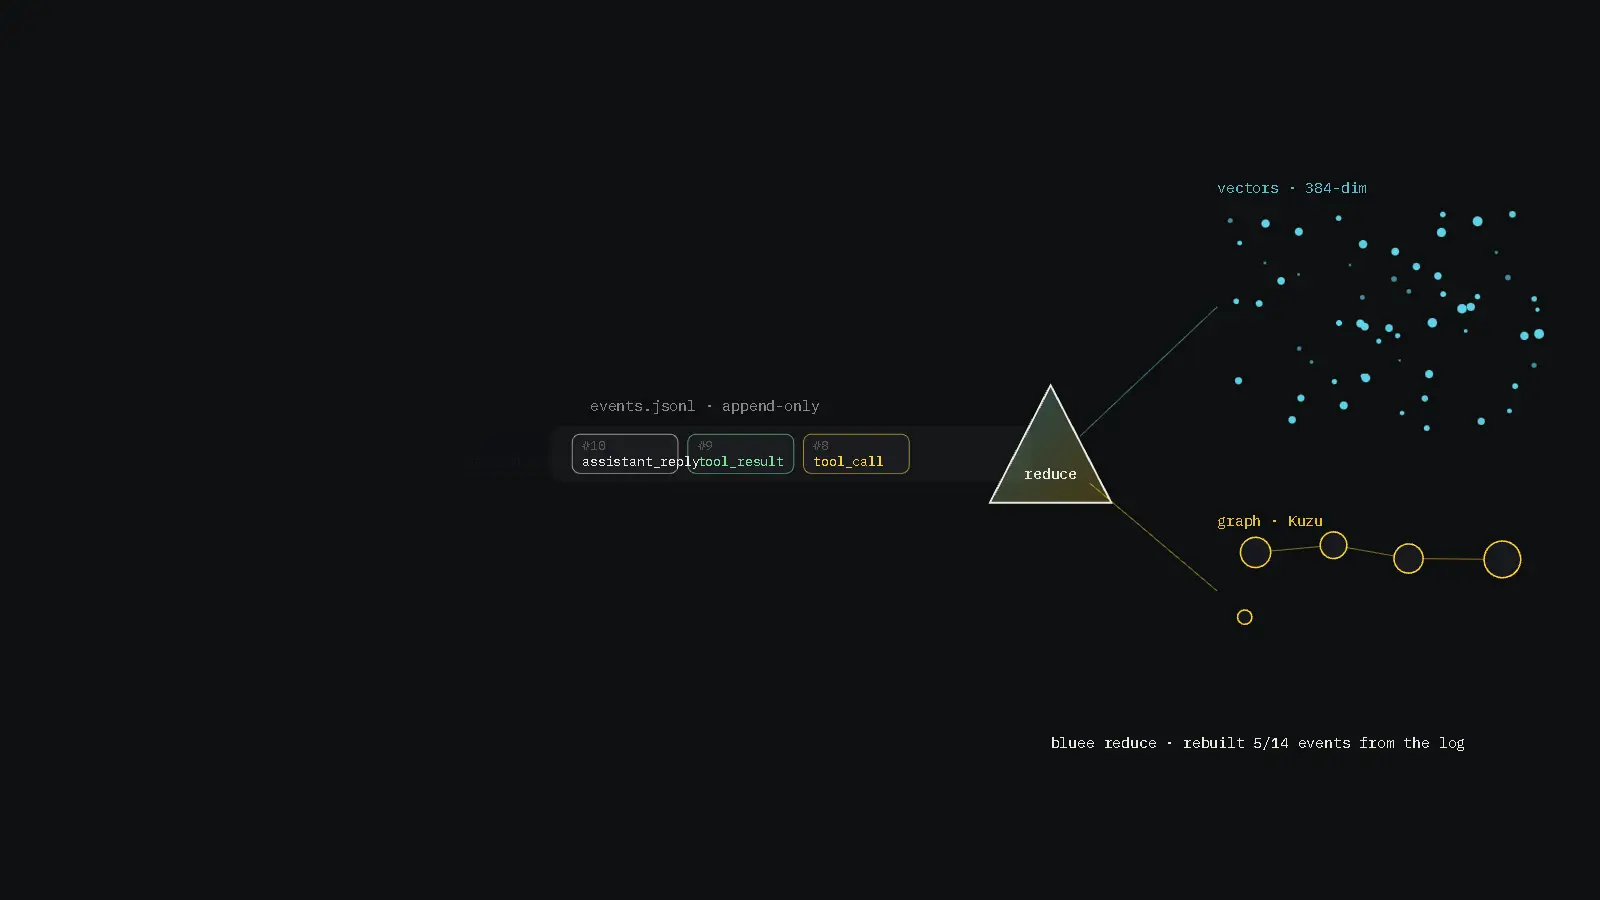 vectors · 384-dim
events.jsonl · append-only
#10
assistant_reply
#9
tool_result
#8
tool_call
reduce
graph · Kuzu
bluee reduce · rebuilt 5/14 events from the log